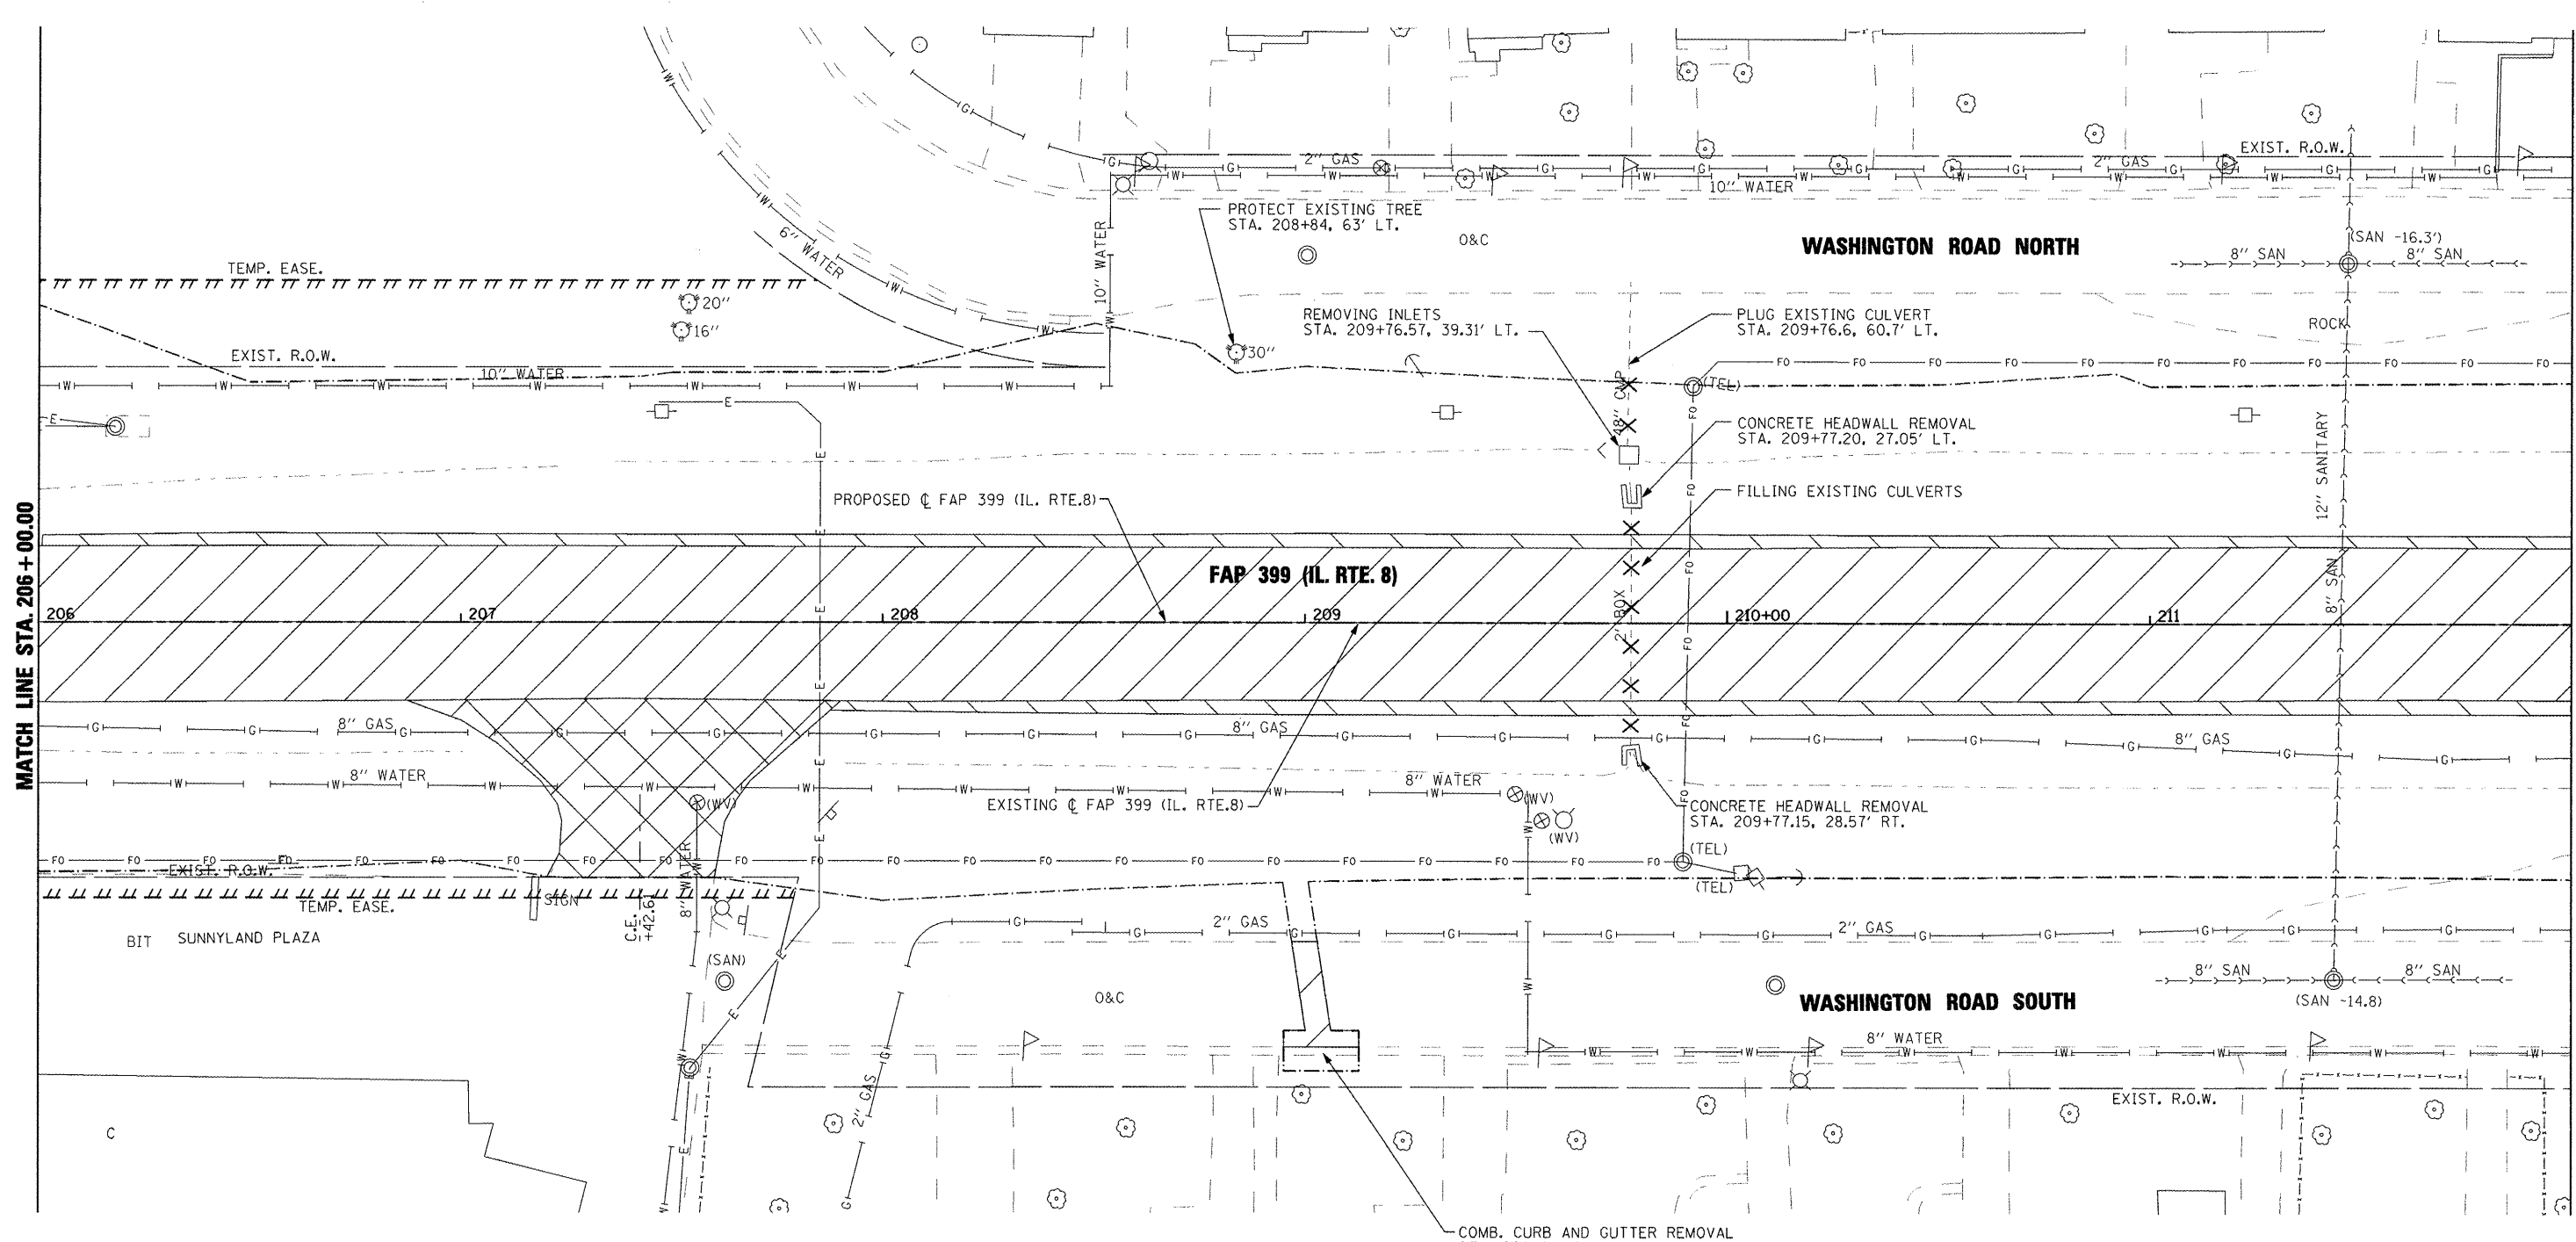 2" GAS
2" GAS
EXIST. R.O.W.
10" WATER
PROTECT EXISTING TREE
STA. 208+84, 63' LT.
O&C
WASHINGTON ROAD NORTH
(SAN -16.3')
8" SAN
8" SAN
6" WATER
10" WATER
TEMP. EASE.
20"
16"
REMOVING INLETS
STA. 209+76.57, 39.31' LT.
PLUG EXISTING CULVERT
STA. 209+76.6, 60.7' LT.
ROCK
EXIST. R.O.W.
30"
10" WATER
(TEL)
48" CMP
CONCRETE HEADWALL REMOVAL
STA. 209+77.20, 27.05' LT.
12" SANITARY
PROPOSED ℄ FAP 399 (IL. RTE.8)
FILLING EXISTING CULVERTS
MATCH LINE STA. 206+00.00
FAP 399 (IL. RTE. 8)
8" SAN
2' BOX
206
207
208
209
210+00
211
8" GAS
8" GAS
8" GAS
8" WATER
8" WATER
(WV)
(WV)
(WV)
EXISTING ℄ FAP 399 (IL. RTE.8)
CONCRETE HEADWALL REMOVAL
STA. 209+77.15, 28.57' RT.
(TEL)
(TEL)
EXIST. R.O.W.
SIGN
TEMP. EASE.
C.E.
+42.61
8" WATER
BIT
SUNNYLAND PLAZA
2" GAS
2" GAS
(SAN)
O&C
WASHINGTON ROAD SOUTH
8" SAN
8" SAN
(SAN -14.8)
8" WATER
2" GAS
EXIST. R.O.W.
C
COMB. CURB AND GUTTER REMOVAL